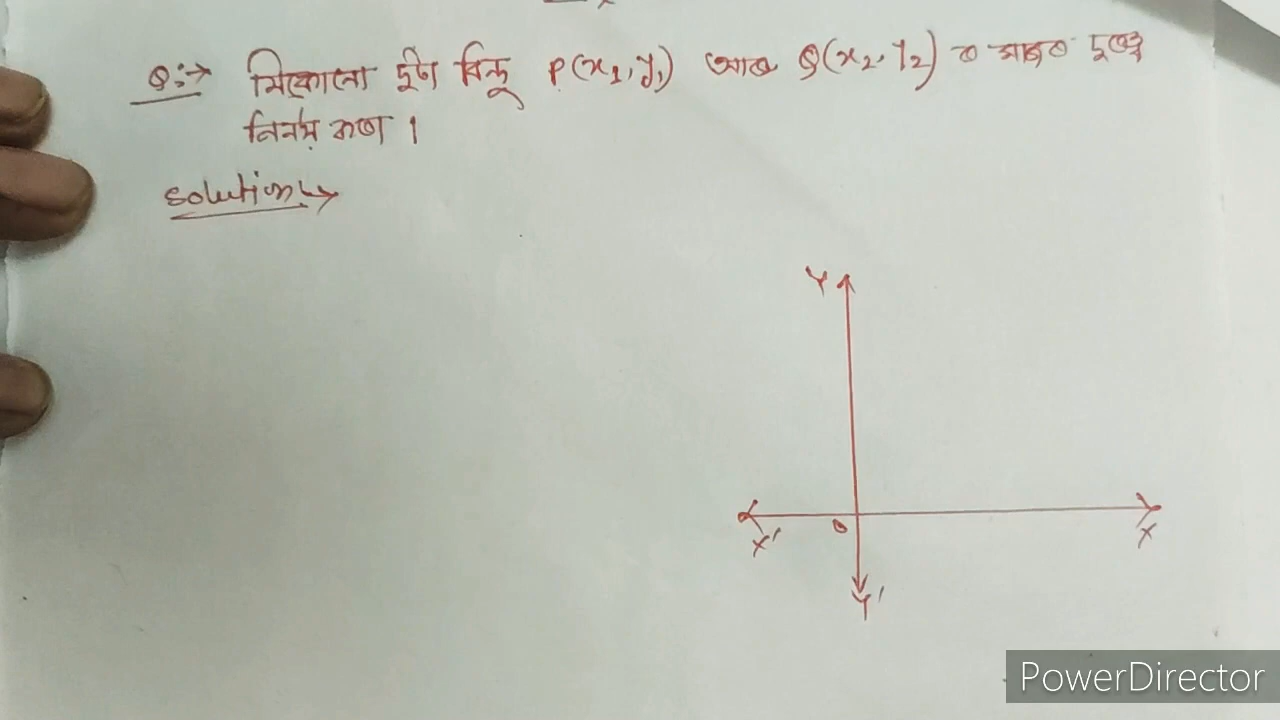 Q:→ যিকোনো দুটা বিন্দু P(x₁, y₁) আৰু Q(x₂, y₂) ৰ মাজৰ দূৰত্ব
নিৰ্ণয় কৰা ।
Solution:→
Y
O
X'
X
Y'
PowerDirector